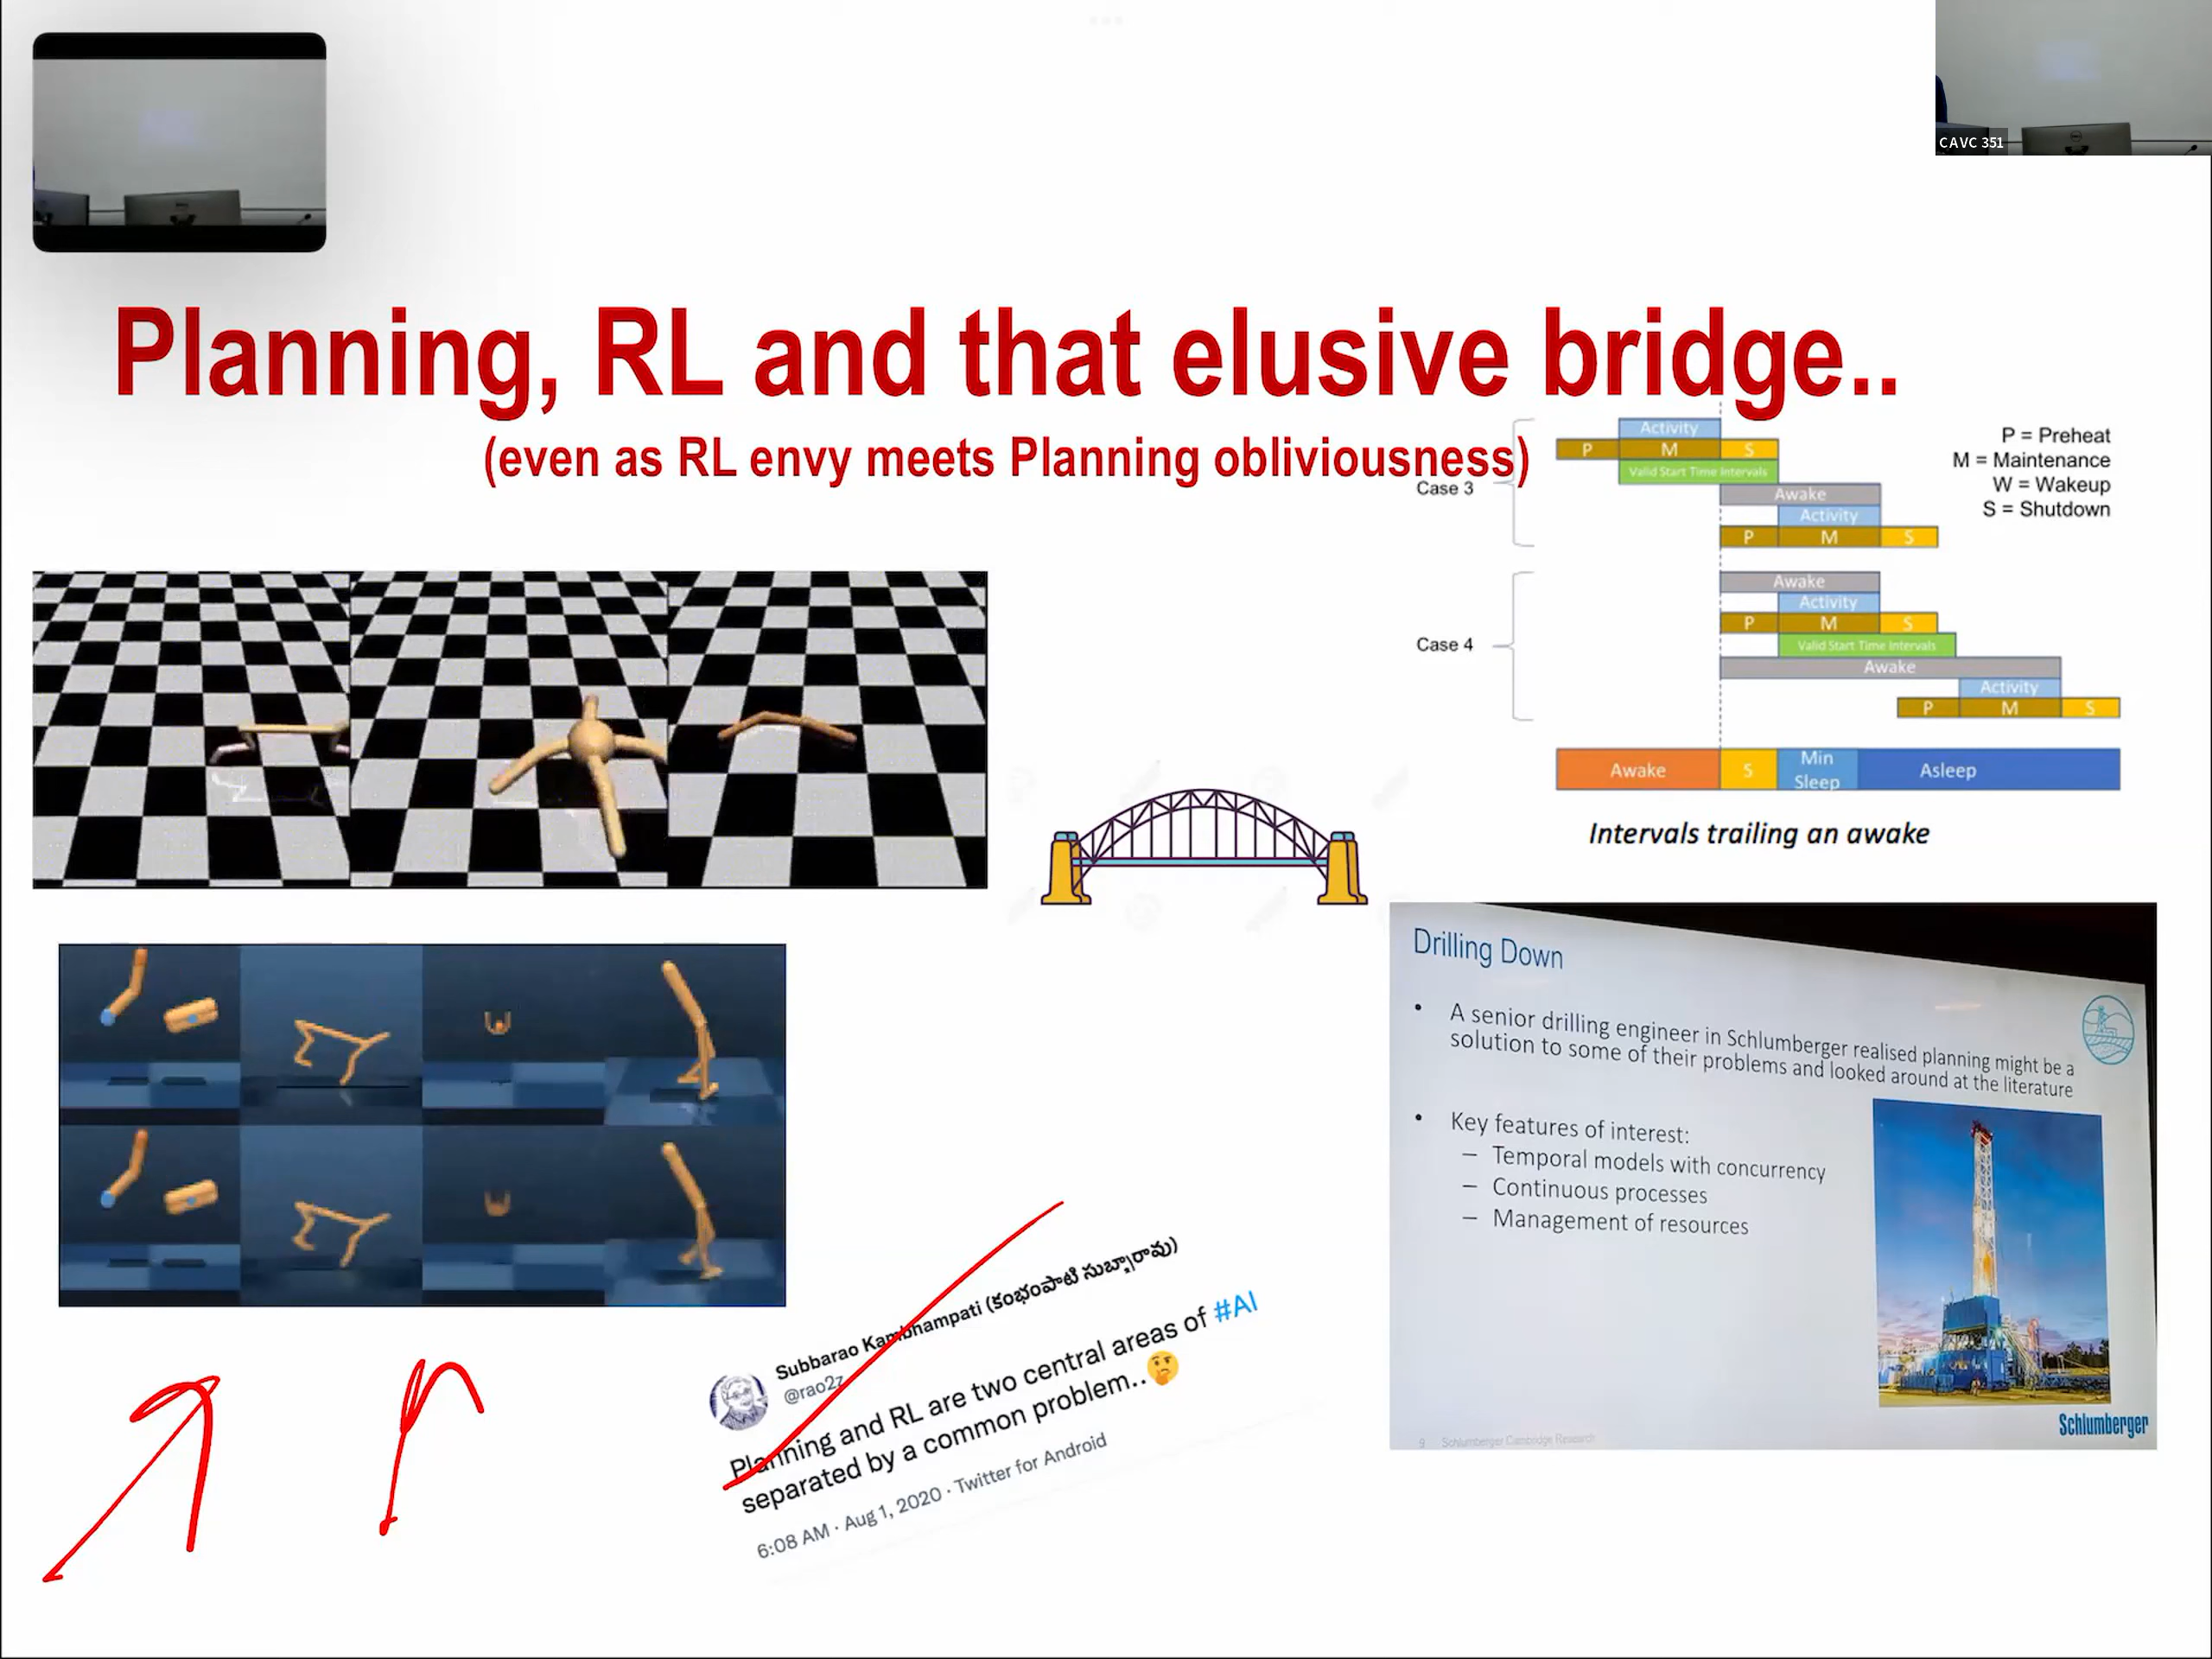 CAVC 351
Planning, RL and that elusive bridge..
(even as RL envy meets Planning obliviousness)
Activity
P M S
Valid Start Time Intervals
Case 3
Awake
Activity
P M S
P = Preheat
M = Maintenance
W = Wakeup
S = Shutdown
Awake
Activity
P M S
Case 4
Valid Start Time Intervals
Awake
Activity
P M S
Awake S Min Sleep Asleep
Intervals trailing an awake
Drilling Down
• A senior drilling engineer in Schlumberger realised planning might be a
solution to some of their problems and looked around at the literature
• Key features of interest:
– Temporal models with concurrency
– Continuous processes
– Management of resources
9 Schlumberger Cambridge Research
Schlumberger
Subbarao Kambhampati (కంభంపాటి సుబ్బారావు)
@rao2z
Planning and RL are two central areas of #AI
separated by a common problem..🤔
6:08 AM · Aug 1, 2020 · Twitter for Android